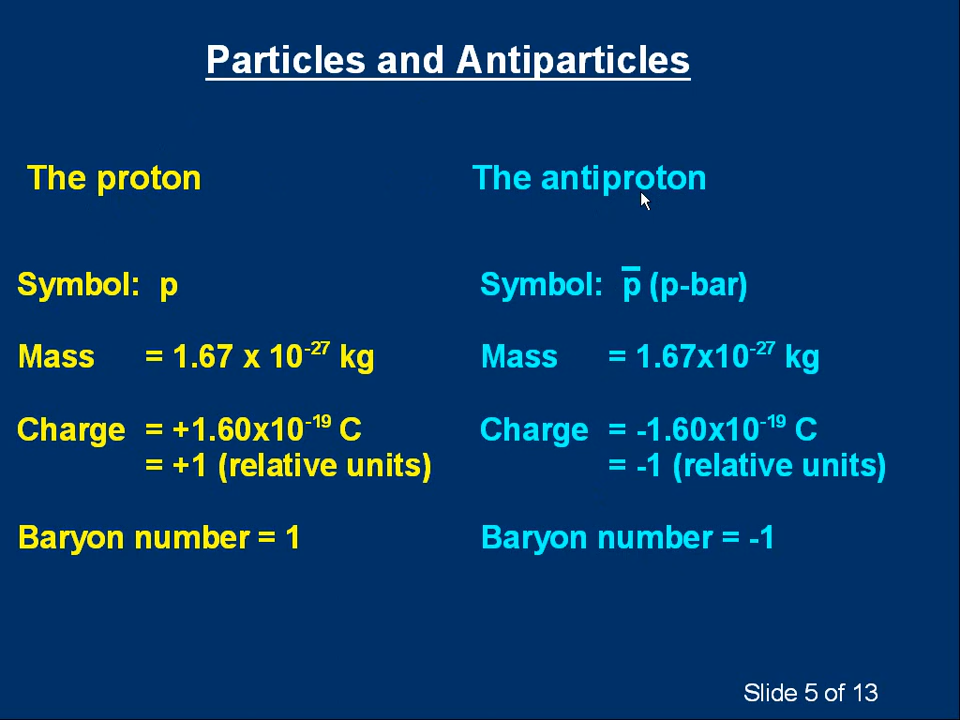 Particles and Antiparticles
The proton
Symbol: p
Mass = 1.67 x 10⁻²⁷ kg
Charge = +1.60x10⁻¹⁹ C
= +1 (relative units)
Baryon number = 1
The antiproton
Symbol: p̅ (p-bar)
Mass = 1.67x10⁻²⁷ kg
Charge = -1.60x10⁻¹⁹ C
= -1 (relative units)
Baryon number = -1
Slide 5 of 13